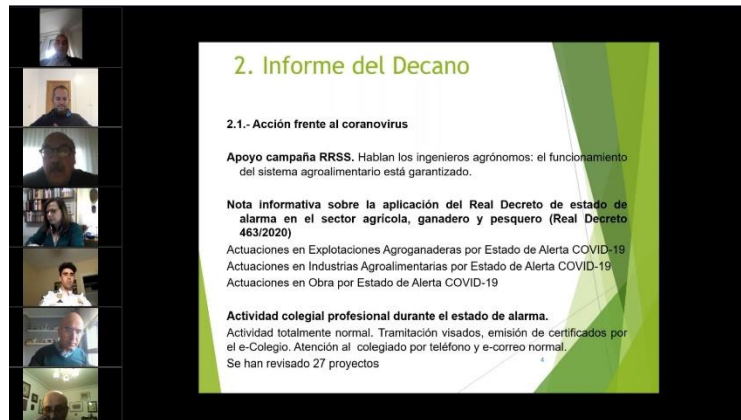 2. Informe del Decano
2.1.- Acción frente al coranovirus
Apoyo campaña RRSS. Hablan los ingenieros agrónomos: el funcionamiento
del sistema agroalimentario está garantizado.
Nota informativa sobre la aplicación del Real Decreto de estado de
alarma en el sector agrícola, ganadero y pesquero (Real Decreto
463/2020)
Actuaciones en Explotaciones Agroganaderas por Estado de Alerta COVID-19
Actuaciones en Industrias Agroalimentarias por Estado de Alerta COVID-19
Actuaciones en Obra por Estado de Alerta COVID-19
Actividad colegial profesional durante el estado de alarma.
Actividad totalmente normal. Tramitación visados, emisión de certificados por
el e-Colegio. Atención al colegiado por teléfono y e-correo normal.
Se han revisado 27 proyectos
4